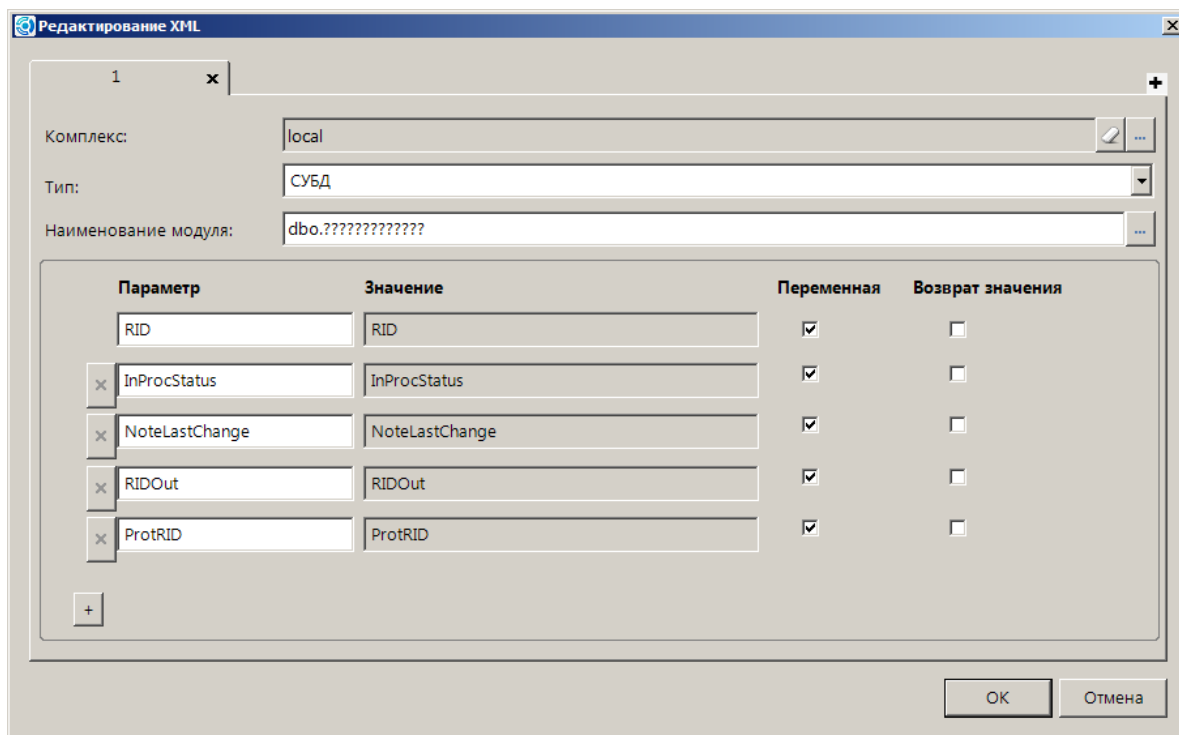 Редактирование XML
1
Комплекс: local ...
Тип: СУБД
Наименование модуля: dbo.????????????? ...
Параметр Значение Переменная Возврат значения
RID RID
InProcStatus InProcStatus
NoteLastChange NoteLastChange
RIDOut RIDOut
ProtRID ProtRID
+
OK Отмена